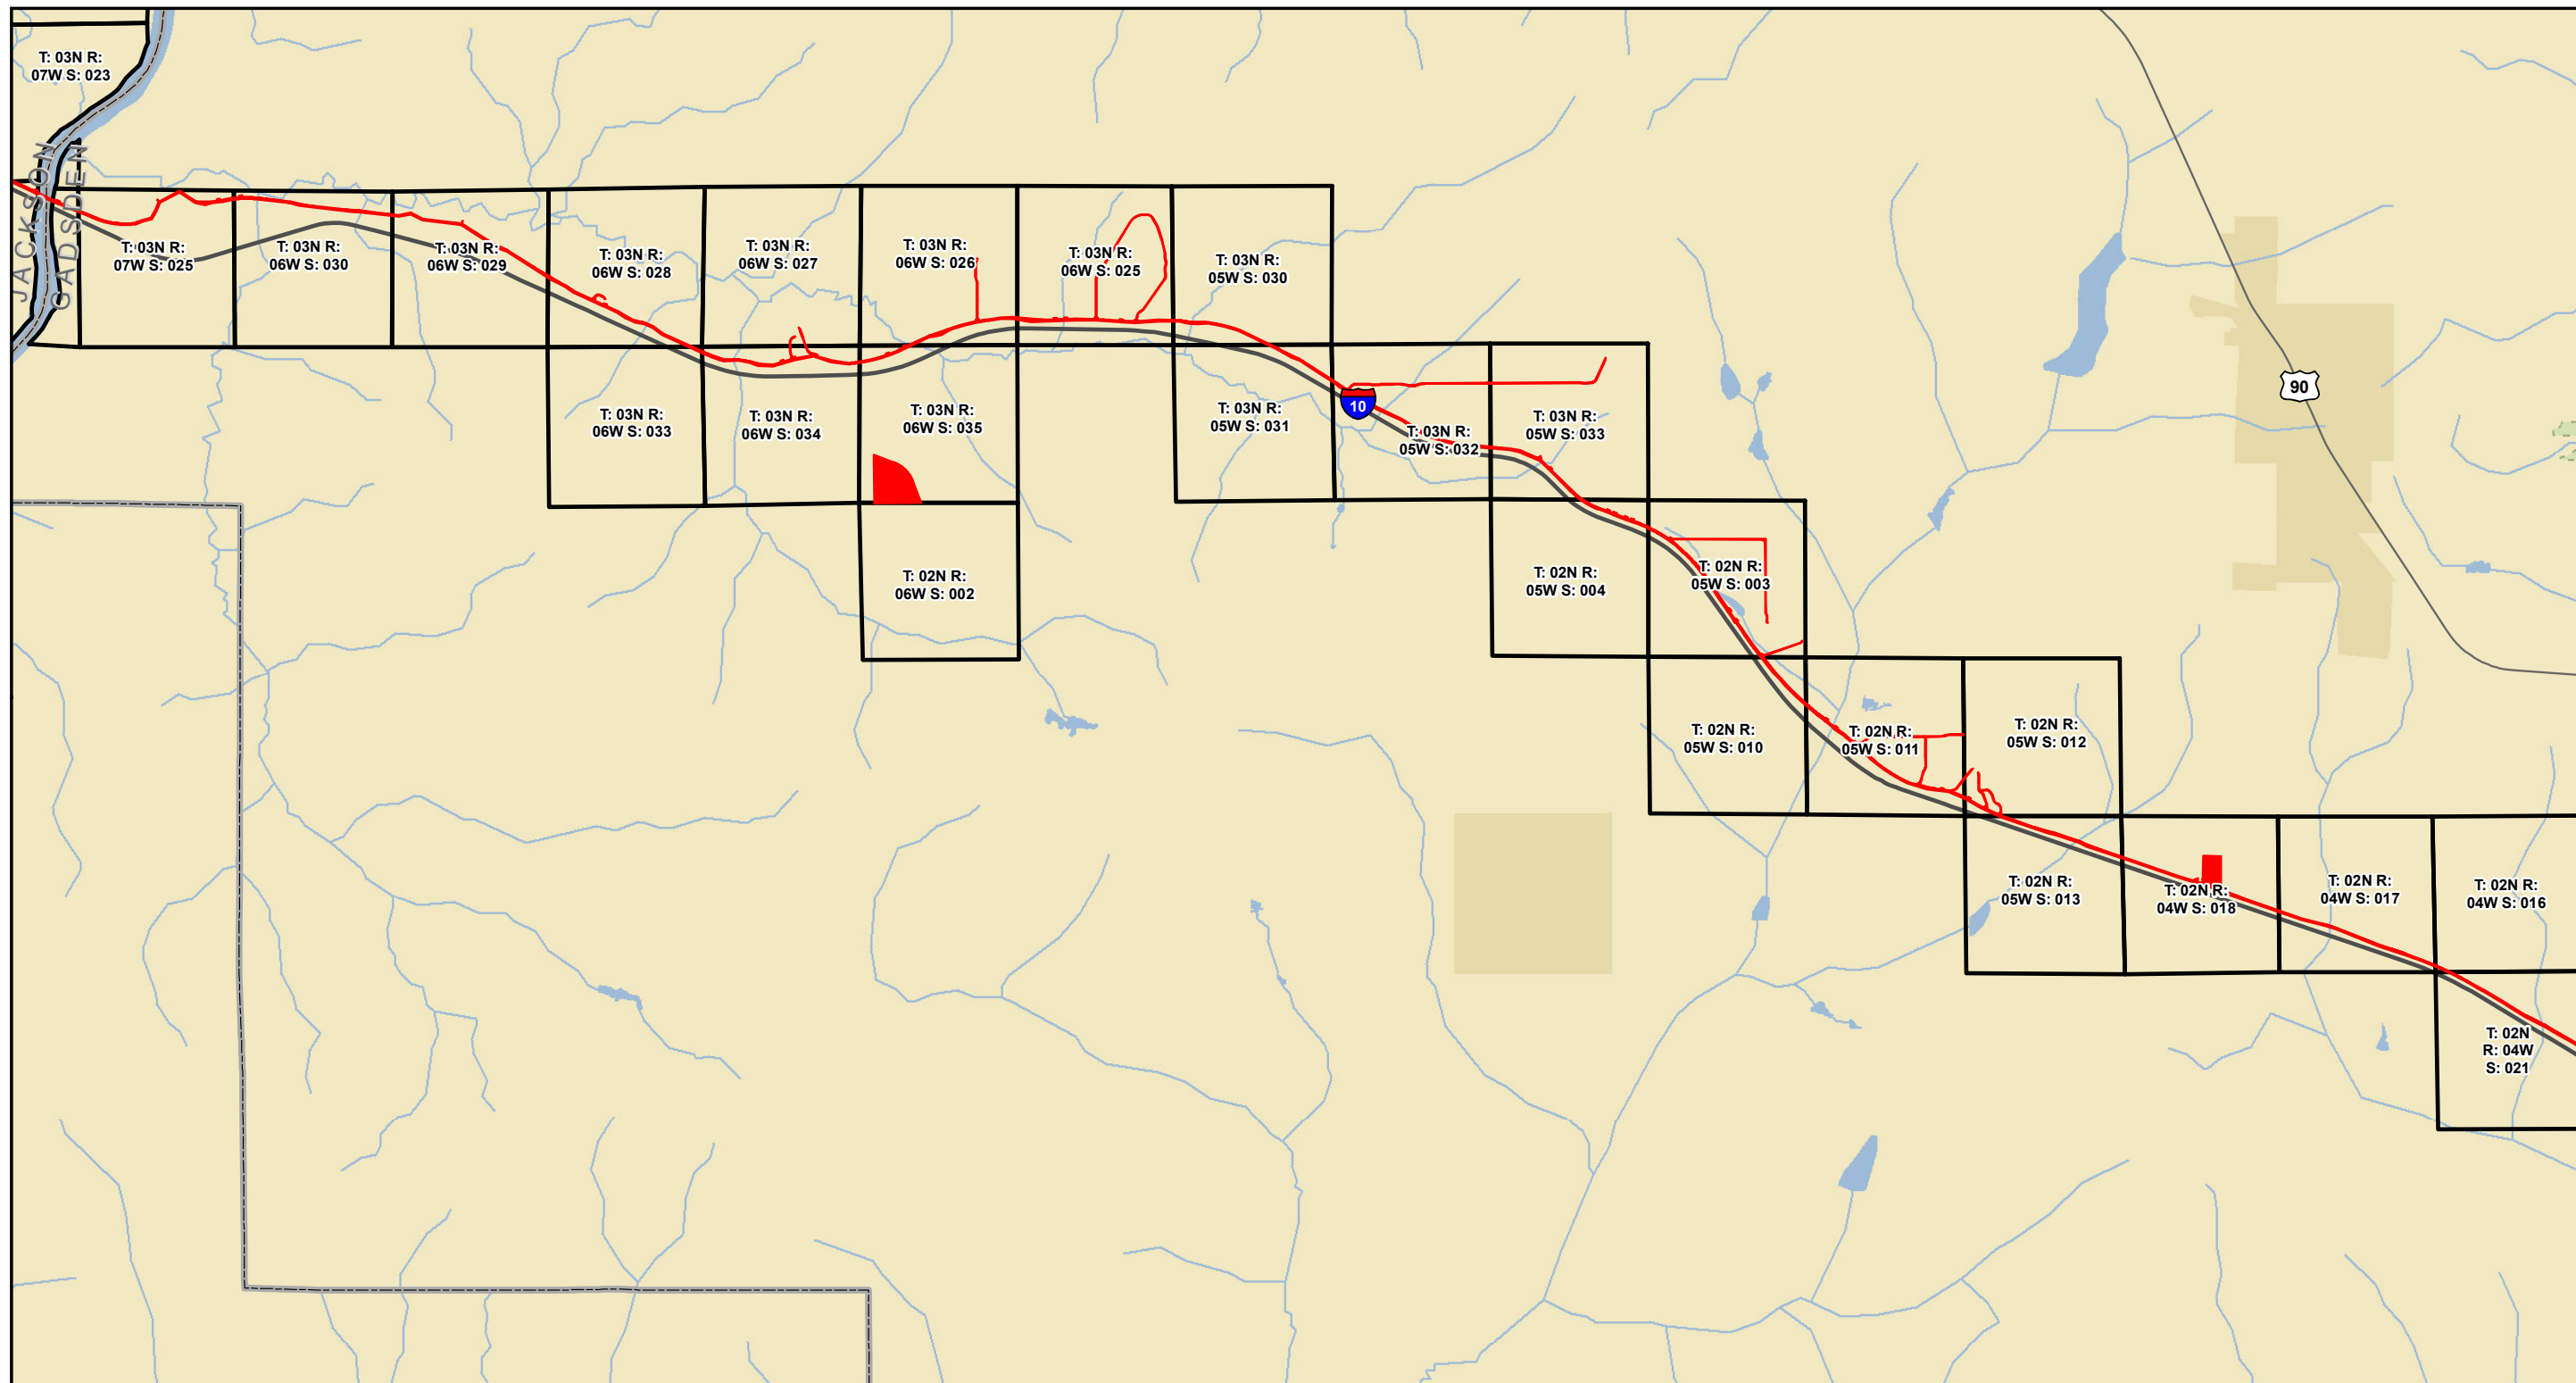 T: 03N R:
07W S: 023
JACKSON
GADSDEN
T: 03N R:
07W S: 025
T: 03N R:
06W S: 030
T: 03N R:
06W S: 029
T: 03N R:
06W S: 028
T: 03N R:
06W S: 027
T: 03N R:
06W S: 026
T: 03N R:
06W S: 025
T: 03N R:
05W S: 030
90
T: 03N R:
06W S: 033
T: 03N R:
06W S: 034
T: 03N R:
06W S: 035
T: 03N R:
05W S: 031
10
T: 03N R:
05W S: 032
T: 03N R:
05W S: 033
T: 02N R:
06W S: 002
T: 02N R:
05W S: 004
T: 02N R:
05W S: 003
T: 02N R:
05W S: 010
T: 02N R:
05W S: 011
T: 02N R:
05W S: 012
T: 02N R:
05W S: 013
T: 02N R:
04W S: 018
T: 02N R:
04W S: 017
T: 02N R:
04W S: 016
T: 02N
R: 04W
S: 021